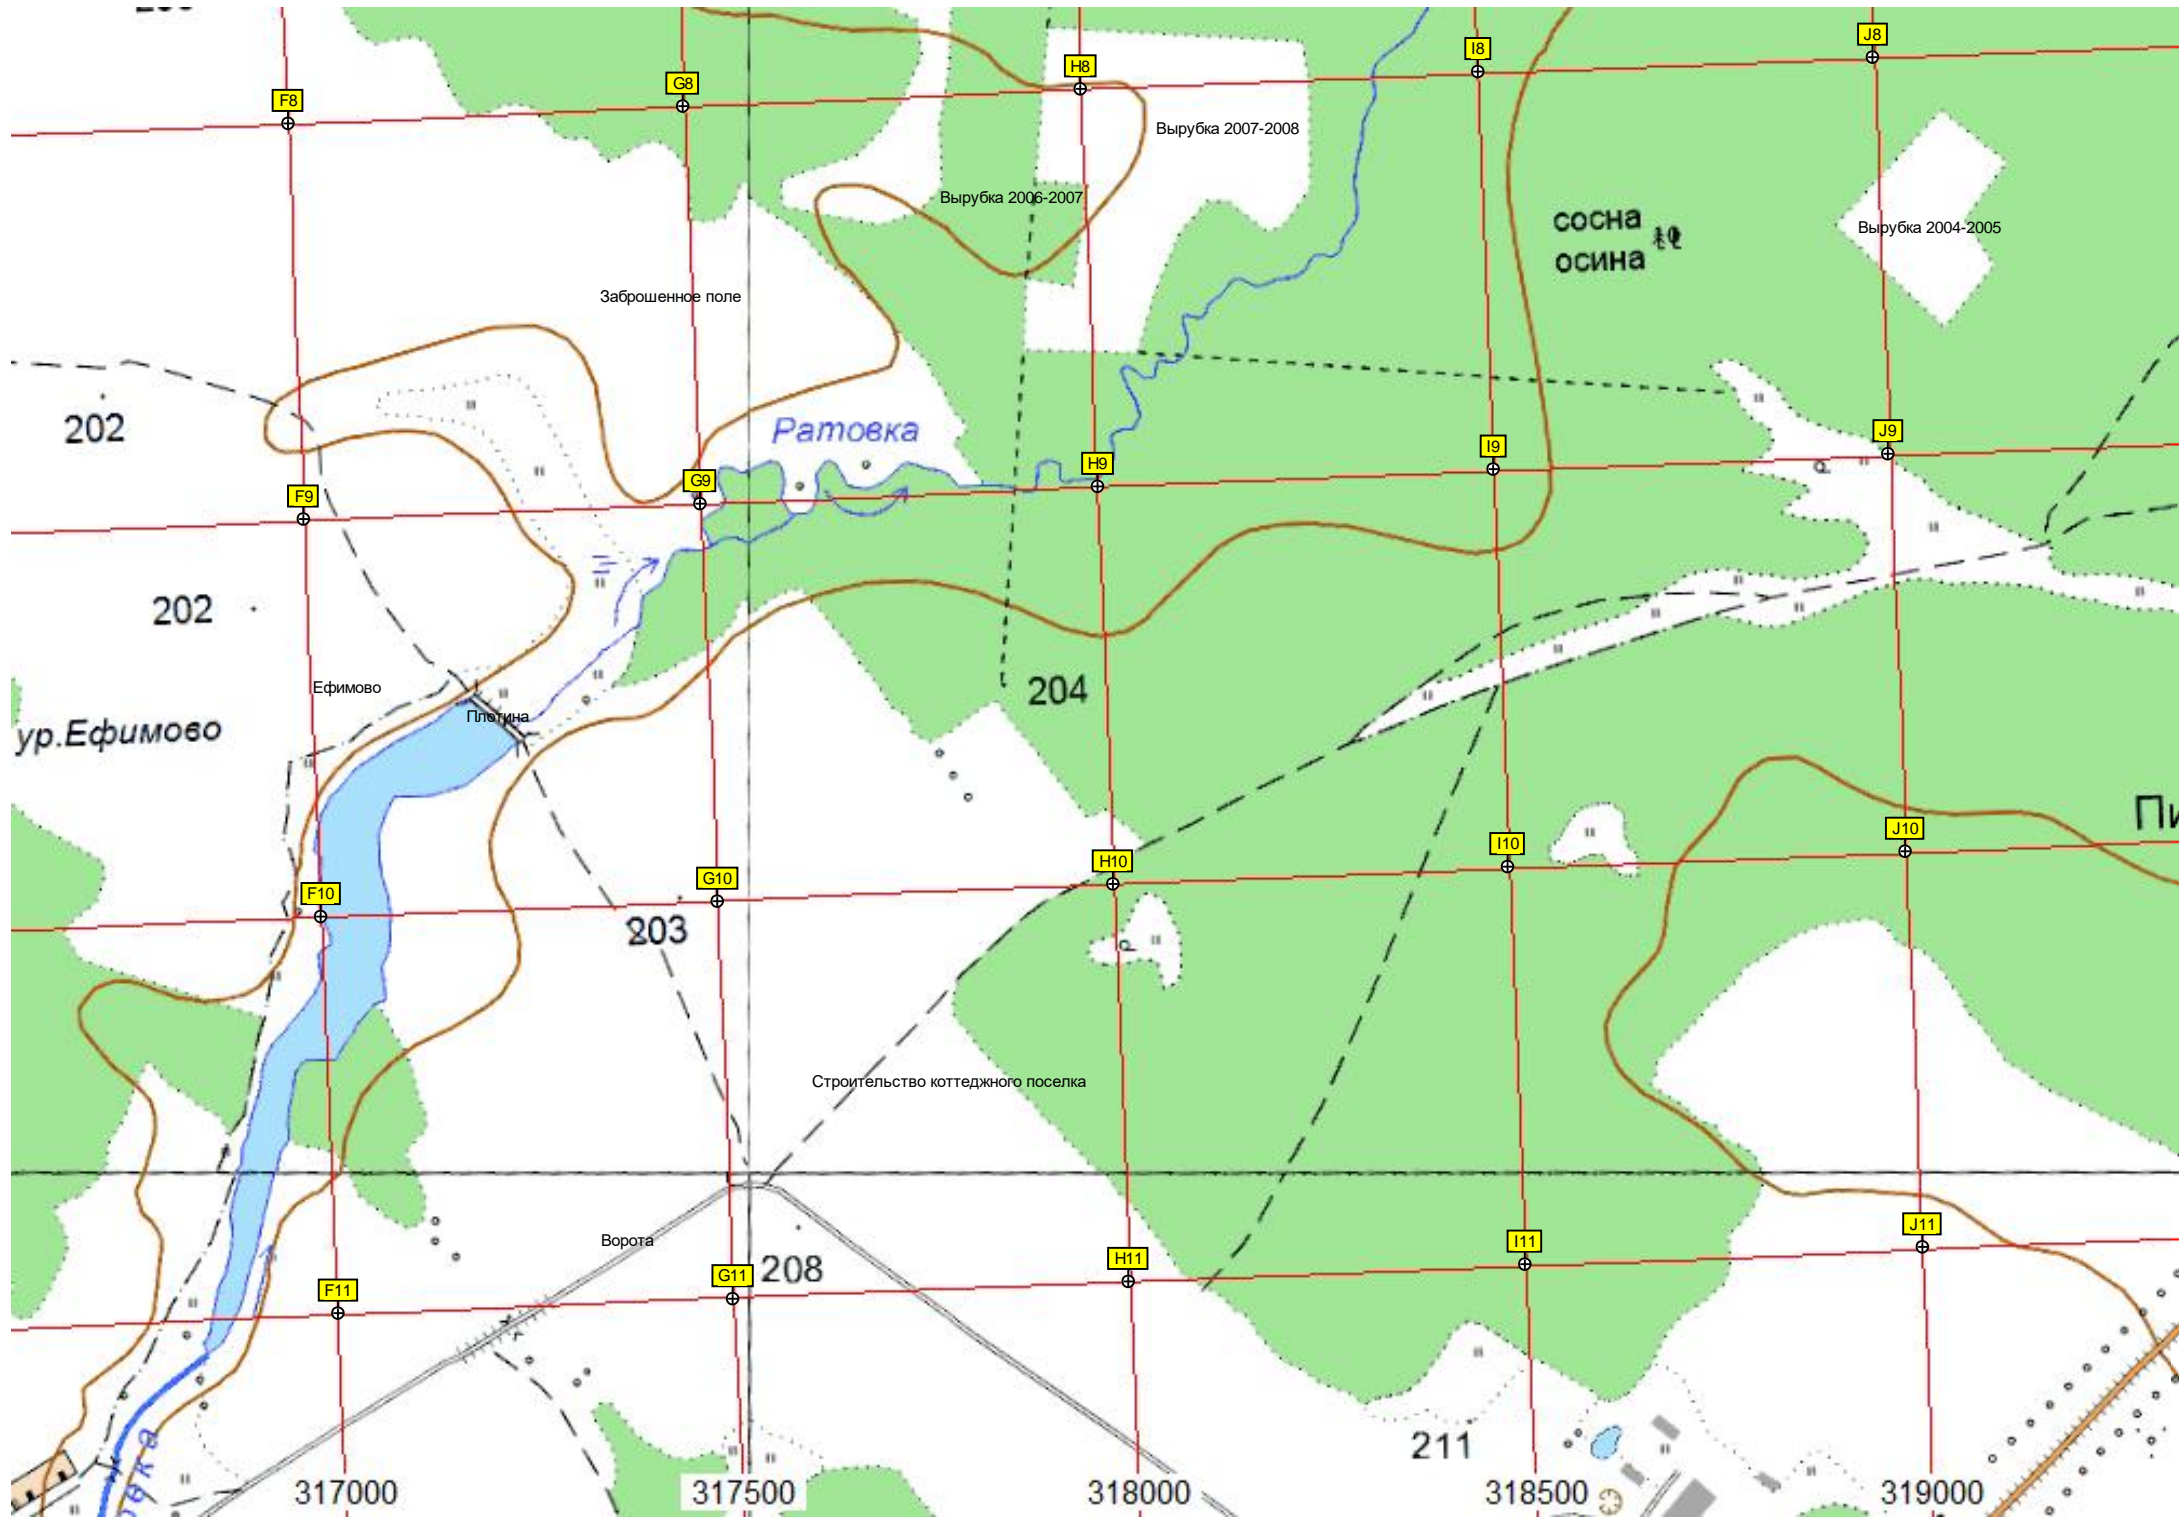 J8
I8
H8
G8
F8
Вырубка 2007-2008
Вырубка 2006-2007
сосна
осина
Вырубка 2004-2005
Заброшенное поле
202
Ратовка
J9
I9
H9
G9
F9
202
204
Ефимово
Плотина
ур.Ефимово
Пи
J10
I10
H10
G10
F10
203
Строительство коттеджного поселка
Ворота
208
J11
I11
H11
G11
F11
211
317000
317500
318000
318500
319000